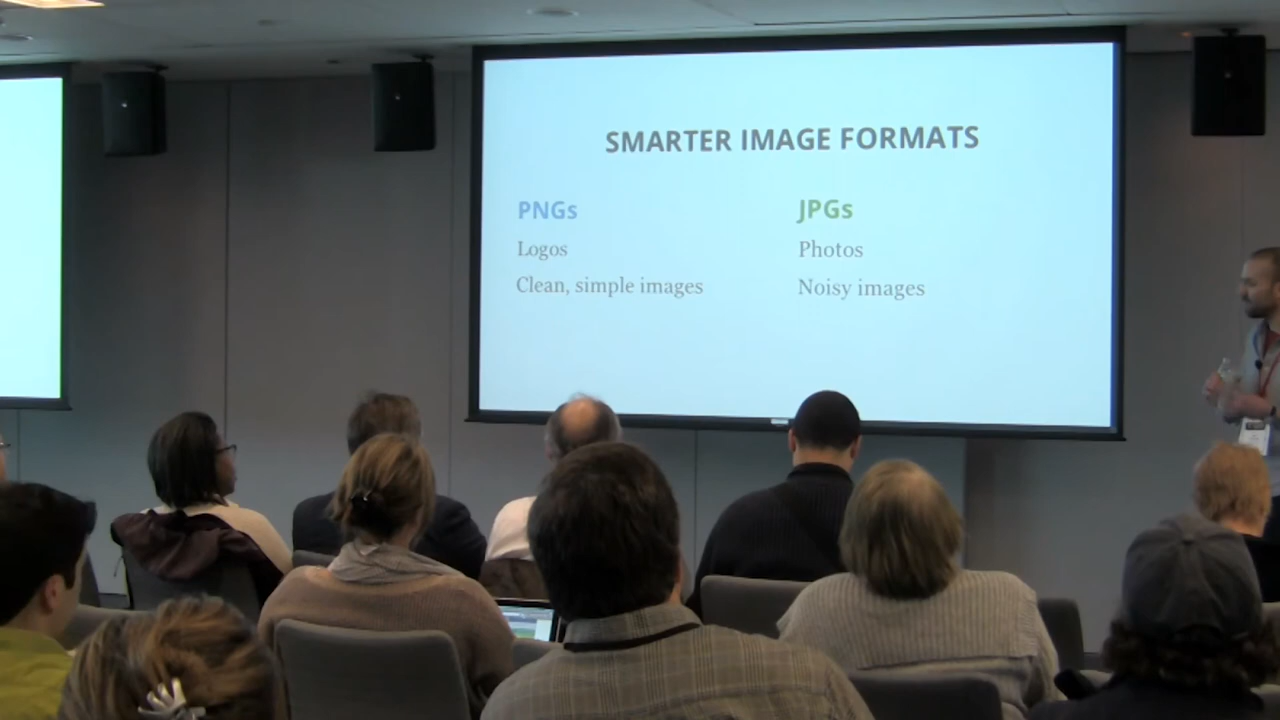 SMARTER IMAGE FORMATS
PNGs
Logos
Clean, simple images
JPGs
Photos
Noisy images